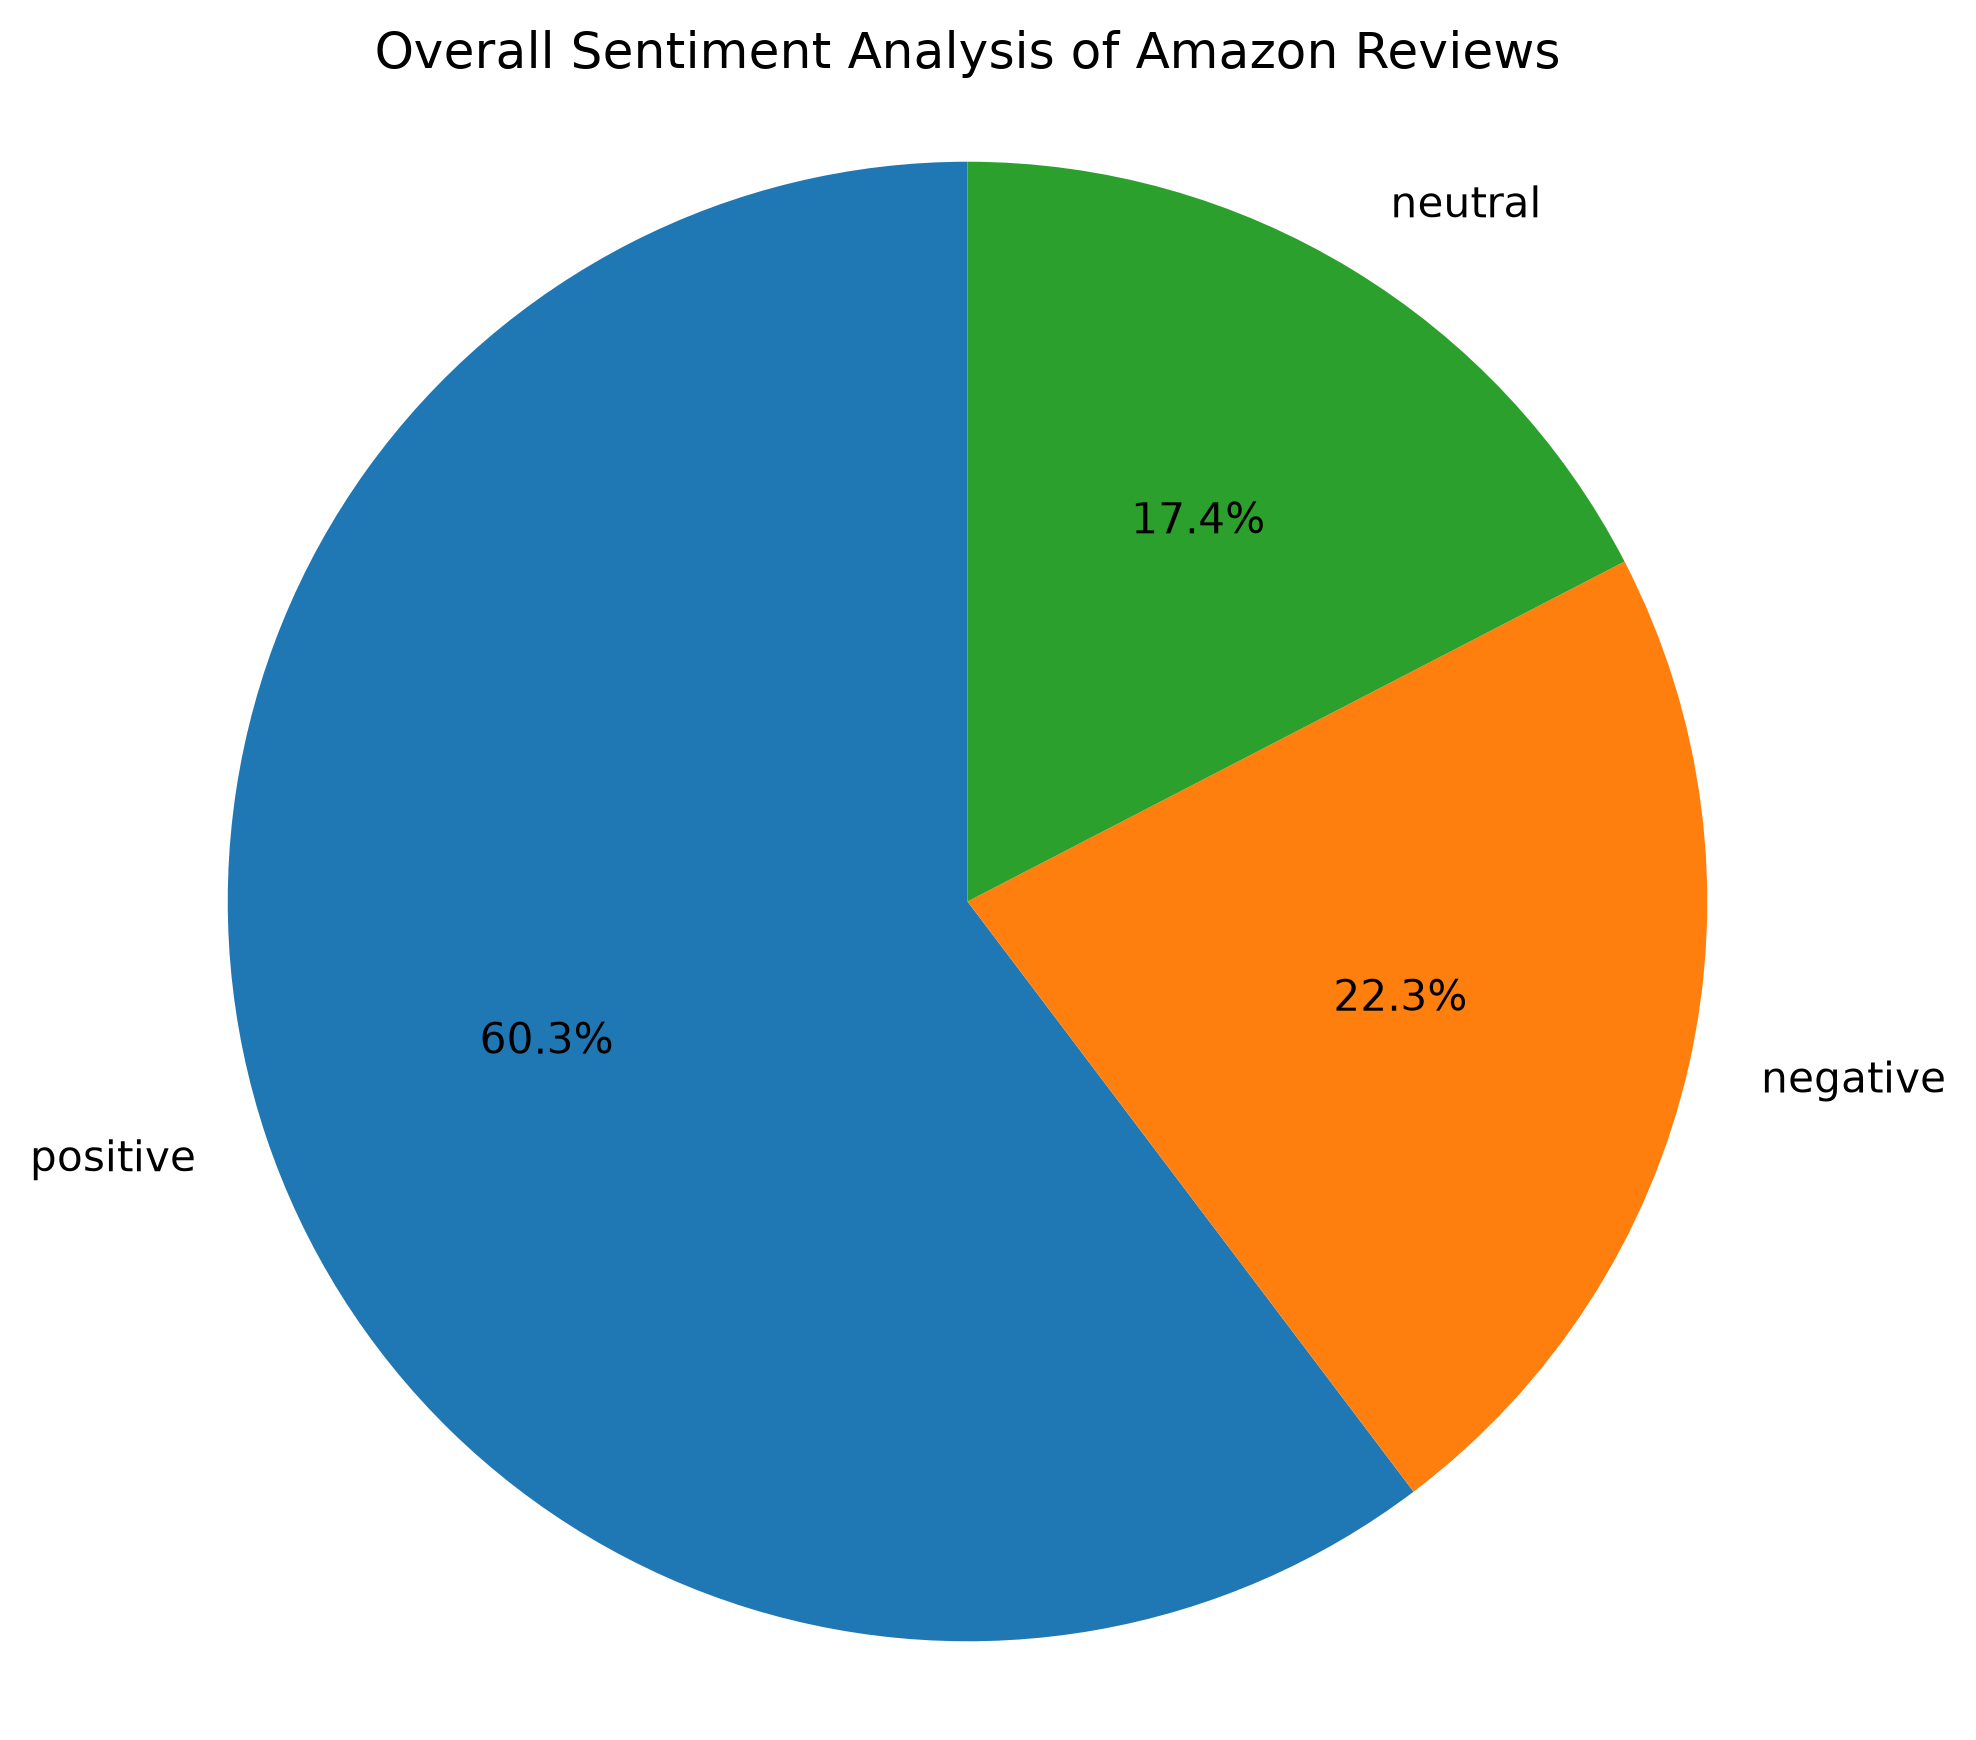 Overall Sentiment Analysis of Amazon Reviews
neutral
17.4%
22.3%
60.3%
negative
positive